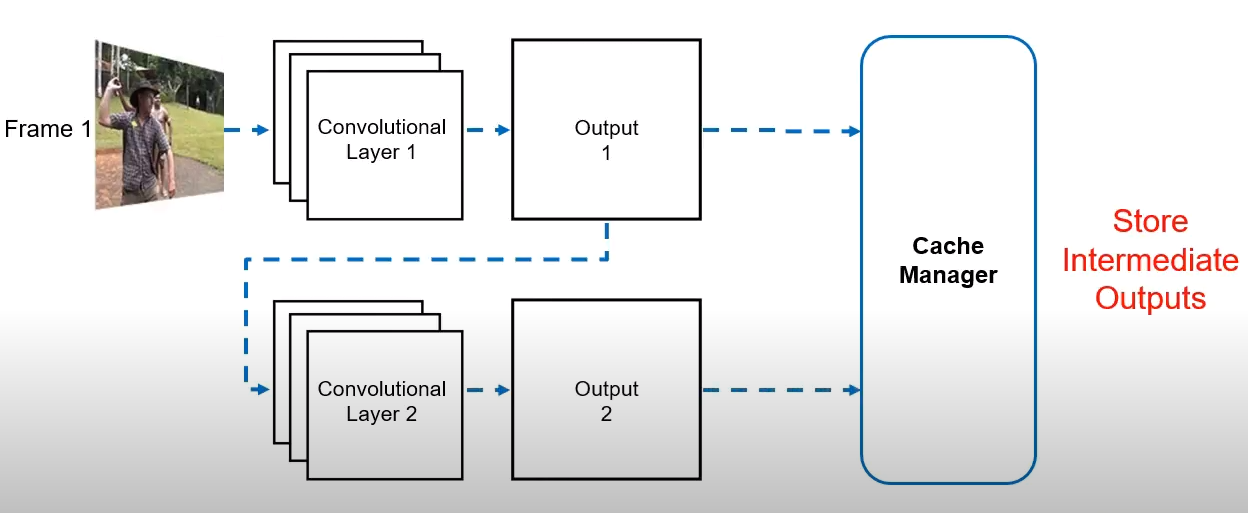 Frame 1
Convolutional
Layer 1
Output
1
Cache
Manager
Store
Intermediate
Outputs
Convolutional
Layer 2
Output
2